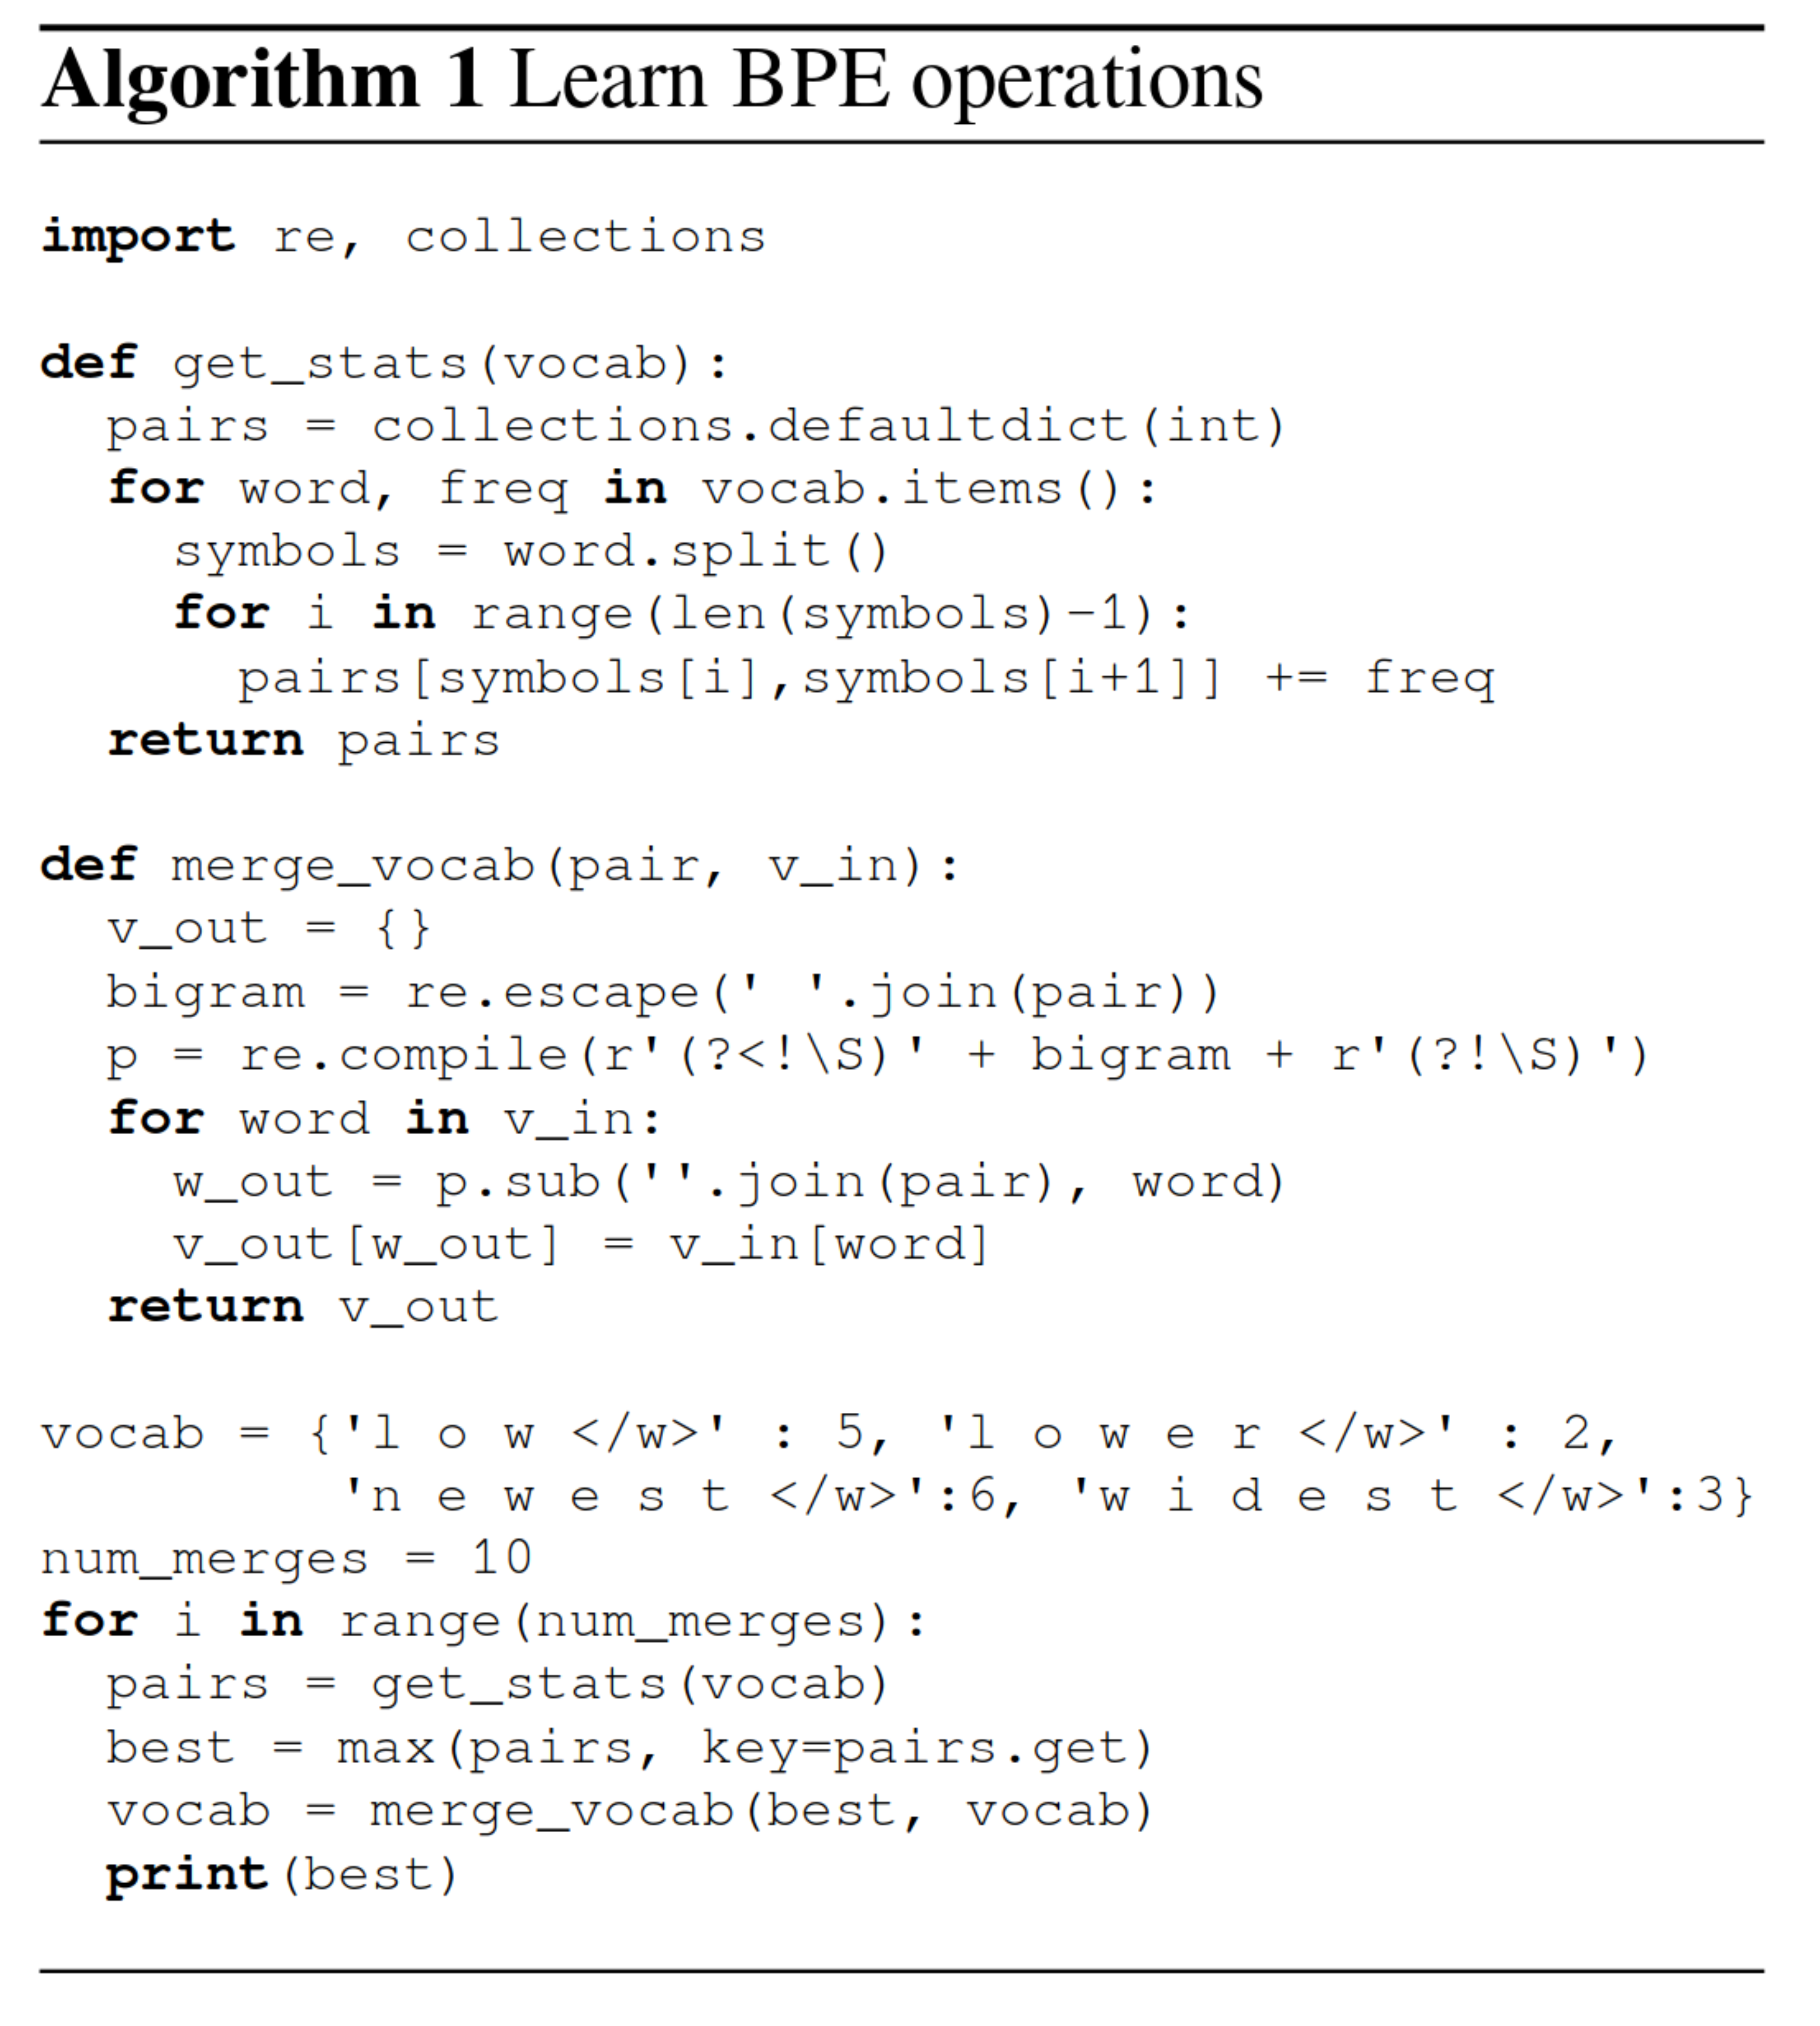 Algorithm 1 Learn BPE operations
import re, collections
def get_stats(vocab):
  pairs = collections.defaultdict(int)
  for word, freq in vocab.items():
    symbols = word.split()
    for i in range(len(symbols)-1):
      pairs[symbols[i],symbols[i+1]] += freq
  return pairs
def merge_vocab(pair, v_in):
  v_out = {}
  bigram = re.escape(' '.join(pair))
  p = re.compile(r'(?<!\S)' + bigram + r'(?!\S)')
  for word in v_in:
    w_out = p.sub(''.join(pair), word)
    v_out[w_out] = v_in[word]
  return v_out
vocab = {'l o w </w>' : 5, 'l o w e r </w>' : 2,
         'n e w e s t </w>':6, 'w i d e s t </w>':3}
num_merges = 10
for i in range(num_merges):
  pairs = get_stats(vocab)
  best = max(pairs, key=pairs.get)
  vocab = merge_vocab(best, vocab)
  print(best)